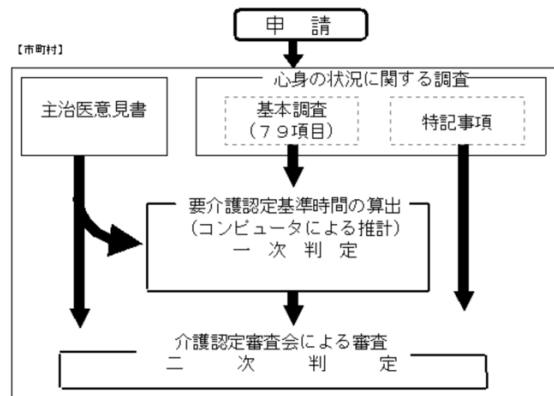 申　請
【市町村】
心身の状況に関する調査
主治医意見書
基本調査
（７９項目）
特記事項
要介護認定基準時間の算出
（コンピュータによる推計）
一　次　判　定
介護認定審査会による審査
二　次　判　定